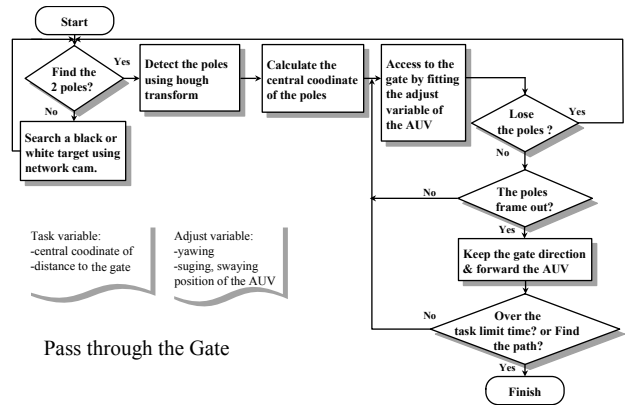 Start
Find the
2 poles?
Yes
No
Search a black or
white target using
network cam.
Detect the poles
using hough
transform
Calculate the
central coodinate
of the poles
Access to the
gate by fitting
the adjust
variable of
the AUV
Lose
the poles ?
Yes
No
The poles
frame out?
No
Yes
Keep the gate direction
& forward the AUV
Over the
task limit time? or Find
the path?
No
Yes
Finish
Task variable:
-central coodinate of
-distance to the gate
Adjust variable:
-yawing
-suging, swaying
position of the AUV
Pass through the Gate